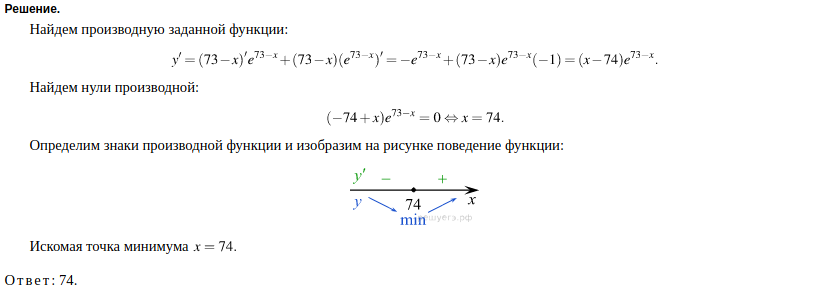 Решение.
Найдем производную заданной функции:
y′ = (73−x)′e^{73−x} + (73−x)(e^{73−x})′ = −e^{73−x} + (73−x)e^{73−x}(−1) = (x−74)e^{73−x}.
Найдем нули производной:
(−74+x)e^{73−x} = 0 ⇔ x = 74.
Определим знаки производной функции и изобразим на рисунке поведение функции:
y′ − +
y 74 x
min
Искомая точка минимума x = 74.
Ответ: 74.